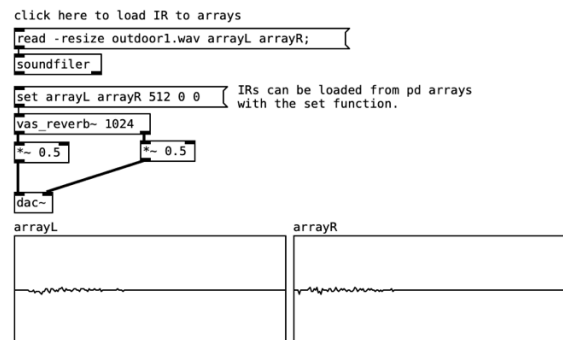 click here to load IR to arrays
read -resize outdoor1.wav arrayL arrayR;
soundfiler
set arrayL arrayR 512 0 0
IRs can be loaded from pd arrays
with the set function.
vas_reverb~ 1024
*~ 0.5
*~ 0.5
dac~
arrayL
arrayR